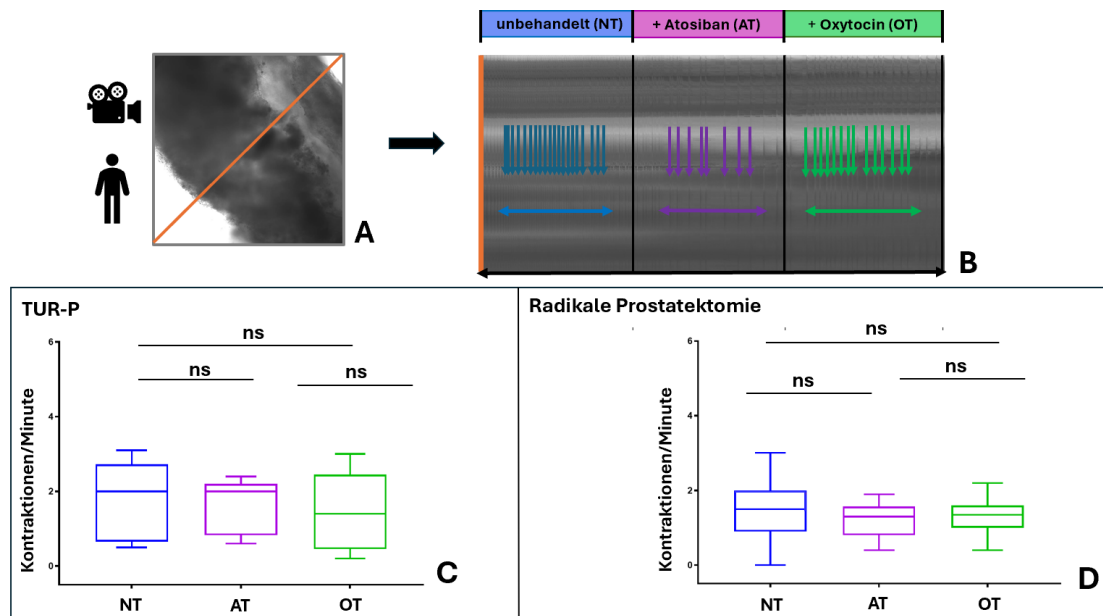 unbehandelt (NT)
+ Atosiban (AT)
+ Oxytocin (OT)
A
B
TUR-P
ns
ns
ns
6
4
2
0
Kontraktionen/Minute
NT
AT
OT
C
Radikale Prostatektomie
ns
ns
ns
6
4
2
0
Kontraktionen/Minute
NT
AT
OT
D